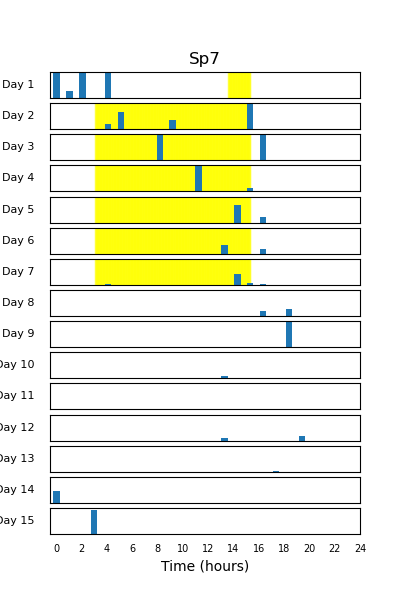 Sp7
Day 1
Day 2
Day 3
Day 4
Day 5
Day 6
Day 7
Day 8
Day 9
Day 10
Day 11
Day 12
Day 13
Day 14
Day 15
0 2 4 6 8 10 12 14 16 18 20 22 24
Time (hours)